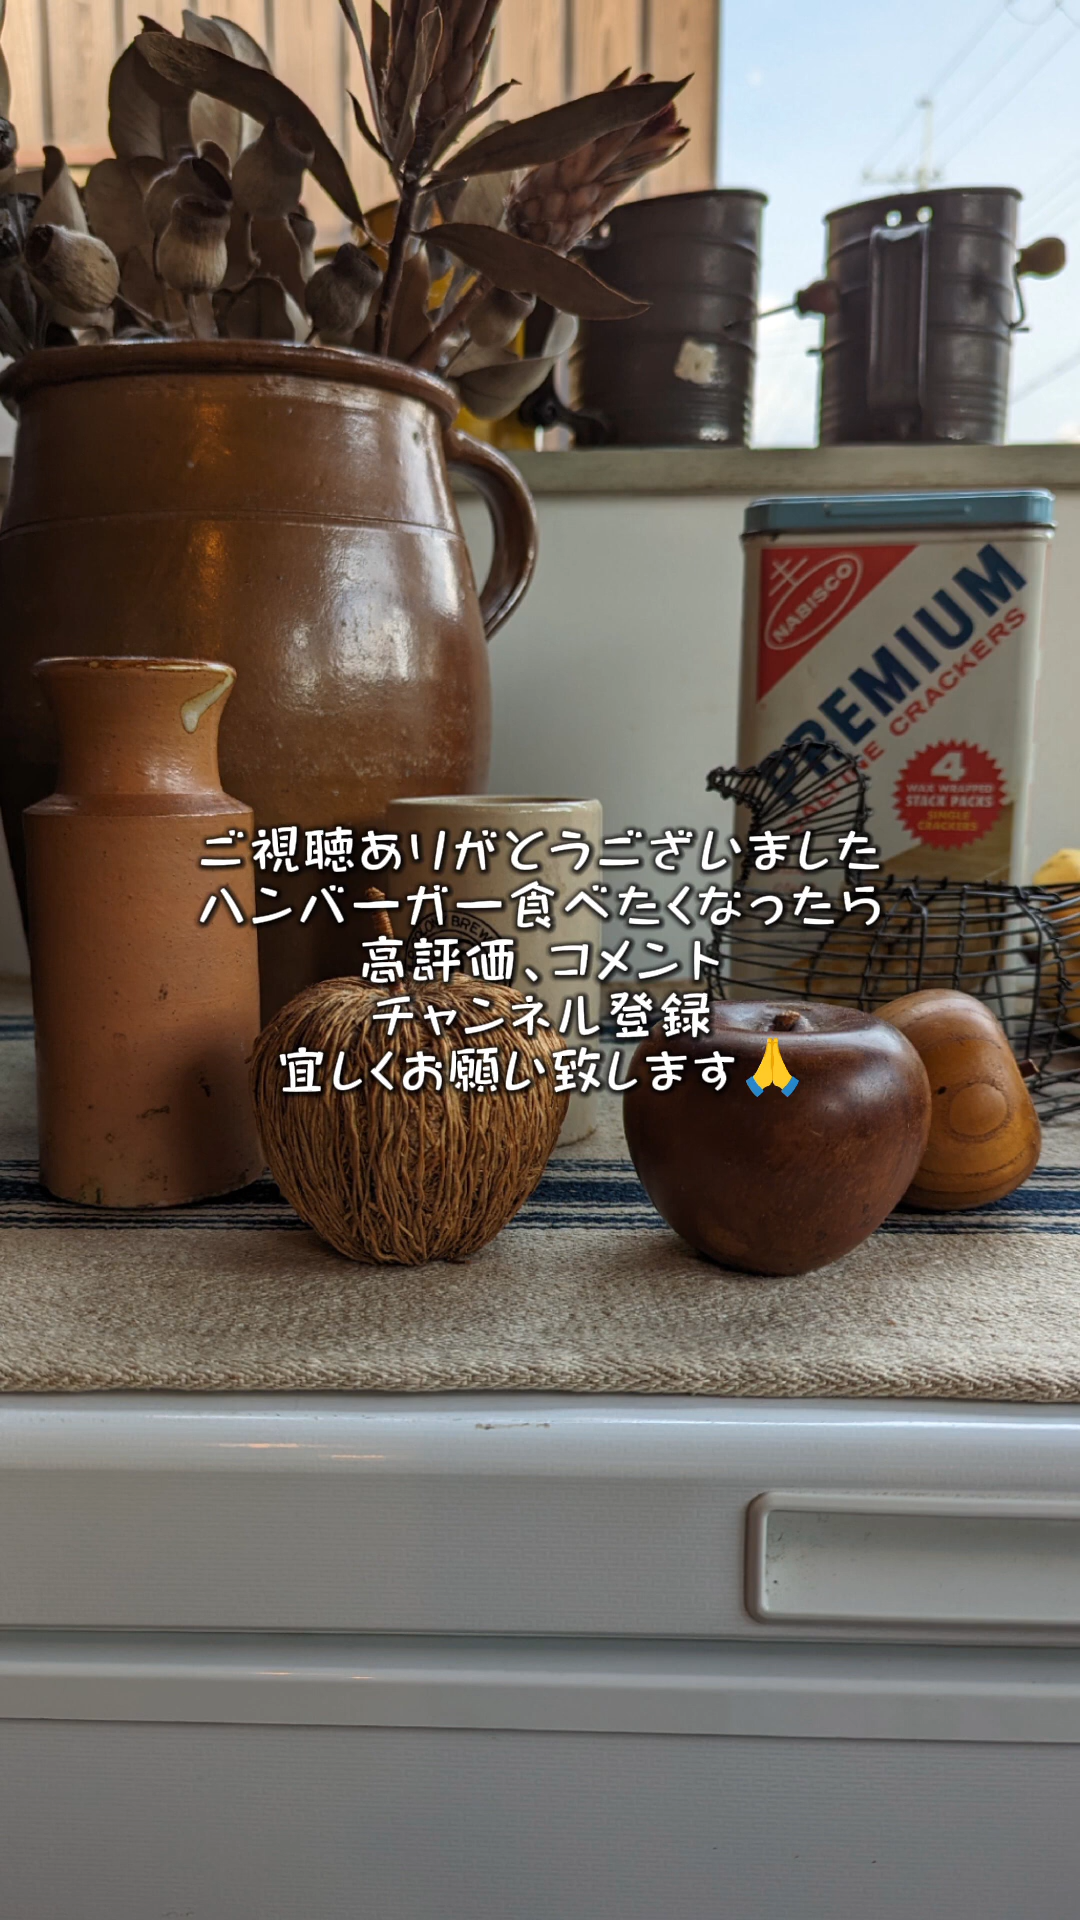 NABISCO
PREMIUM
SALTINE CRACKERS
4
WAX WRAPPED
STACK PACKS
SINGLE
CRACKERS
ご視聴ありがとうございました
ハンバーガー食べたくなったら
高評価、コメント
チャンネル登録
宜しくお願い致します🙏